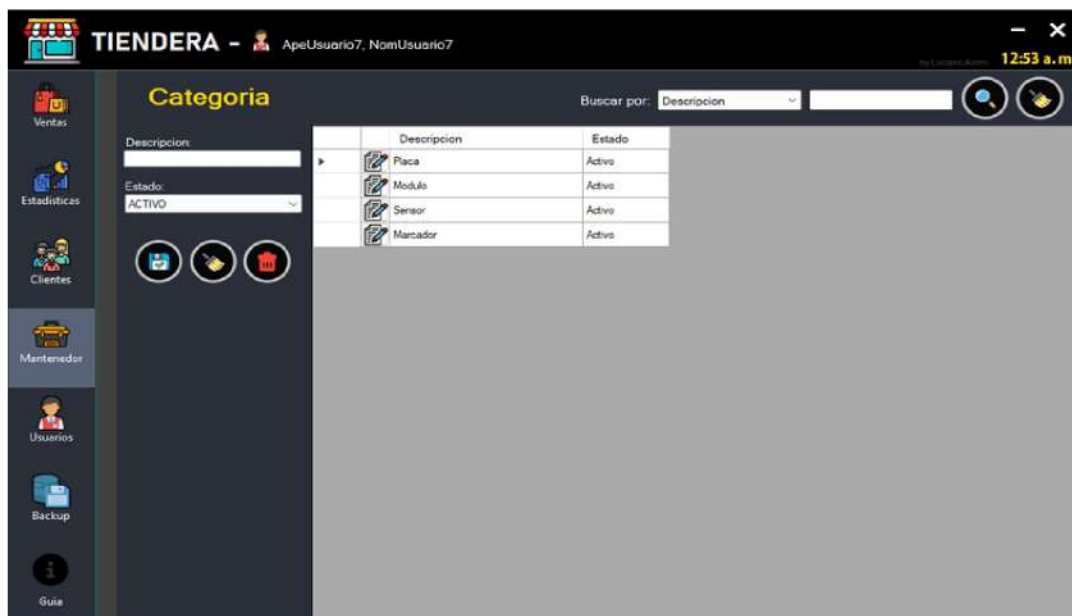 TIENDERA - ApeUsuario7, NomUsuario7
12:53 a. m
Categoria
Buscar por: Descripcion
Descripcion:
Estado:
ACTIVO
Descripcion Estado
Placa Activo
Modulo Activo
Sensor Activo
Marcador Activo
Ventas
Estadisticas
Clientes
Mantenedor
Usuarios
Backup
Guia